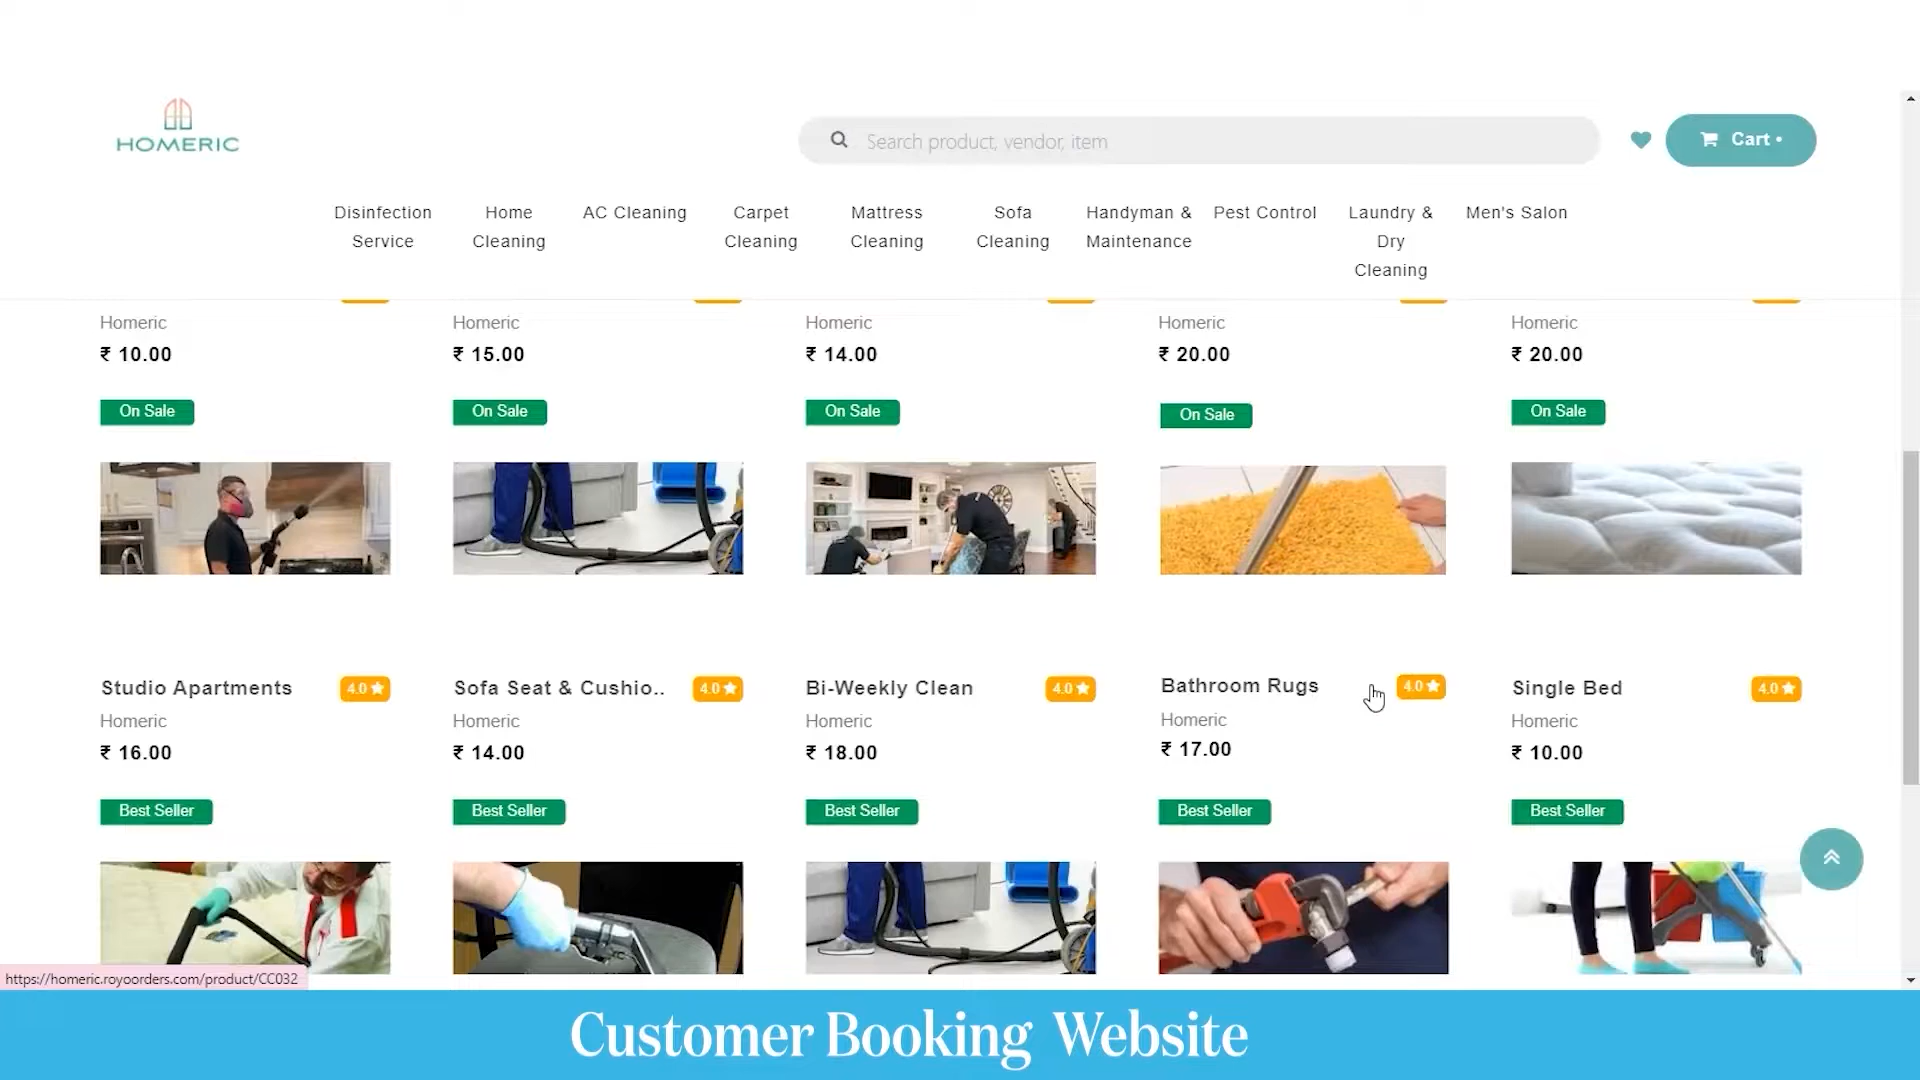 HOMERIC
Search product, vendor, item
Cart •
Disinfection Service
Home Cleaning
AC Cleaning
Carpet Cleaning
Mattress Cleaning
Sofa Cleaning
Handyman & Maintenance
Pest Control
Laundry & Dry Cleaning
Men's Salon
Homeric Homeric Homeric Homeric Homeric
₹ 10.00 ₹ 15.00 ₹ 14.00 ₹ 20.00 ₹ 20.00
On Sale On Sale On Sale On Sale On Sale
Studio Apartments 4.0 Sofa Seat & Cushio.. 4.0 Bi-Weekly Clean 4.0 Bathroom Rugs 4.0 Single Bed 4.0
Homeric Homeric Homeric Homeric Homeric
₹ 16.00 ₹ 14.00 ₹ 18.00 ₹ 17.00 ₹ 10.00
Best Seller Best Seller Best Seller Best Seller Best Seller
https://homeric.royoorders.com/product/CC032
Customer Booking Website